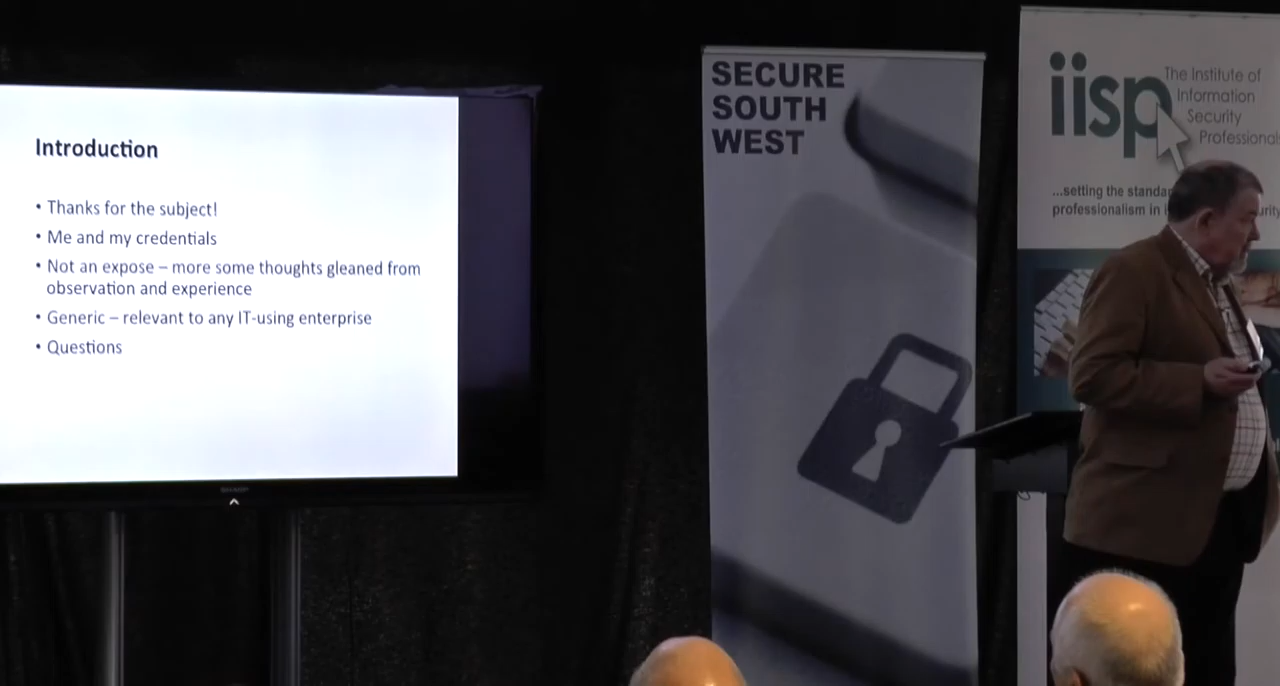 Introduction
• Thanks for the subject!
• Me and my credentials
• Not an expose – more some thoughts gleaned from
observation and experience
• Generic – relevant to any IT-using enterprise
• Questions
SECURE
SOUTH
WEST
iisp
The Institute of
Information
Security
Professional
...setting the standa
professionalism in